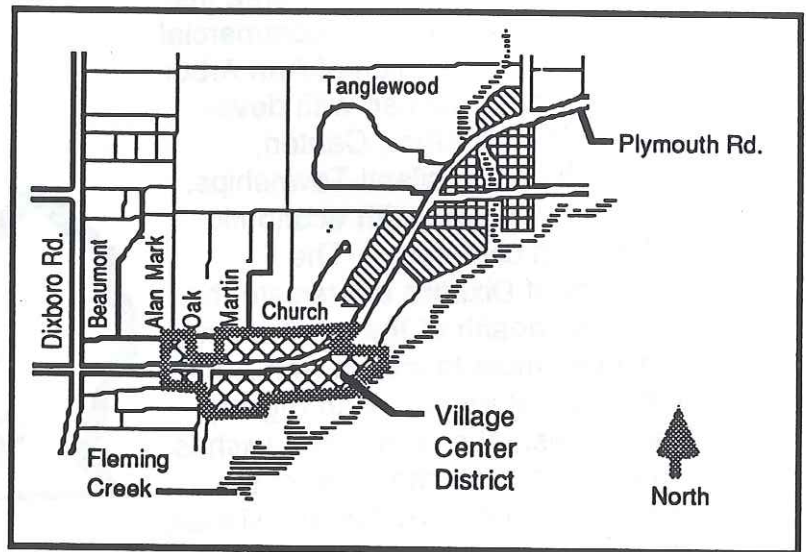 Tanglewood
Plymouth Rd.
Dixboro Rd.
Beaumont
Alan Mark
Oak
Martin
Church
Village
Center
District
Fleming
Creek
North